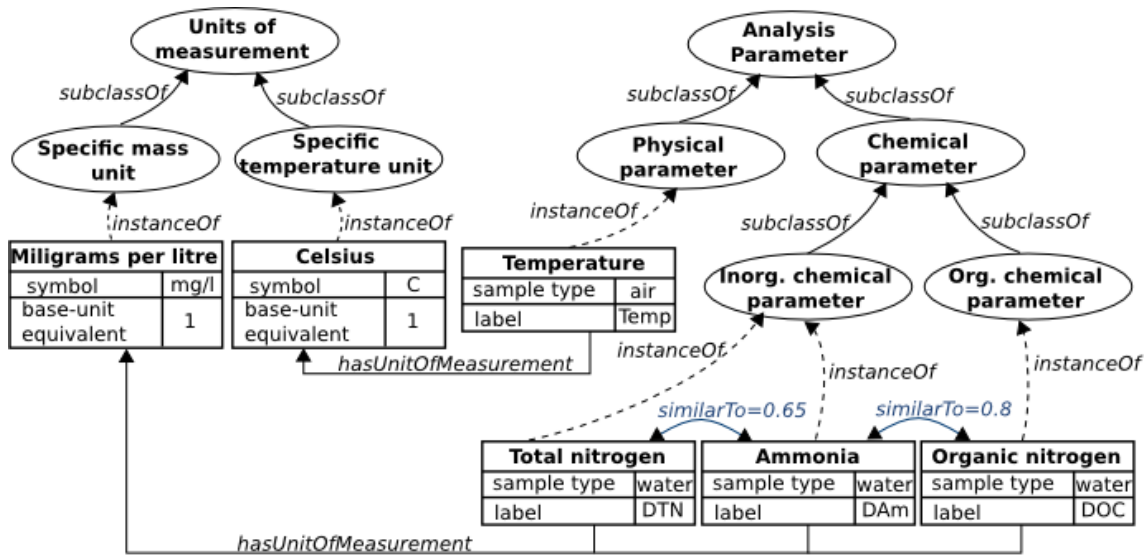 Units of
measurement
Analysis
Parameter
subclassOf
subclassOf
subclassOf
subclassOf
Specific mass
unit
Specific
temperature unit
Physical
parameter
Chemical
parameter
instanceOf
instanceOf
instanceOf
subclassOf
subclassOf
Miligrams per litre
symbol mg/l
base-unit
equivalent 1
Celsius
symbol C
base-unit
equivalent 1
Temperature
sample type air
label Temp
Inorg. chemical
parameter
Org. chemical
parameter
hasUnitOfMeasurement
instanceOf
instanceOf
instanceOf
similarTo=0.65
similarTo=0.8
Total nitrogen
sample type water
label DTN
Ammonia
sample type water
label DAm
Organic nitrogen
sample type water
label DOC
hasUnitOfMeasurement